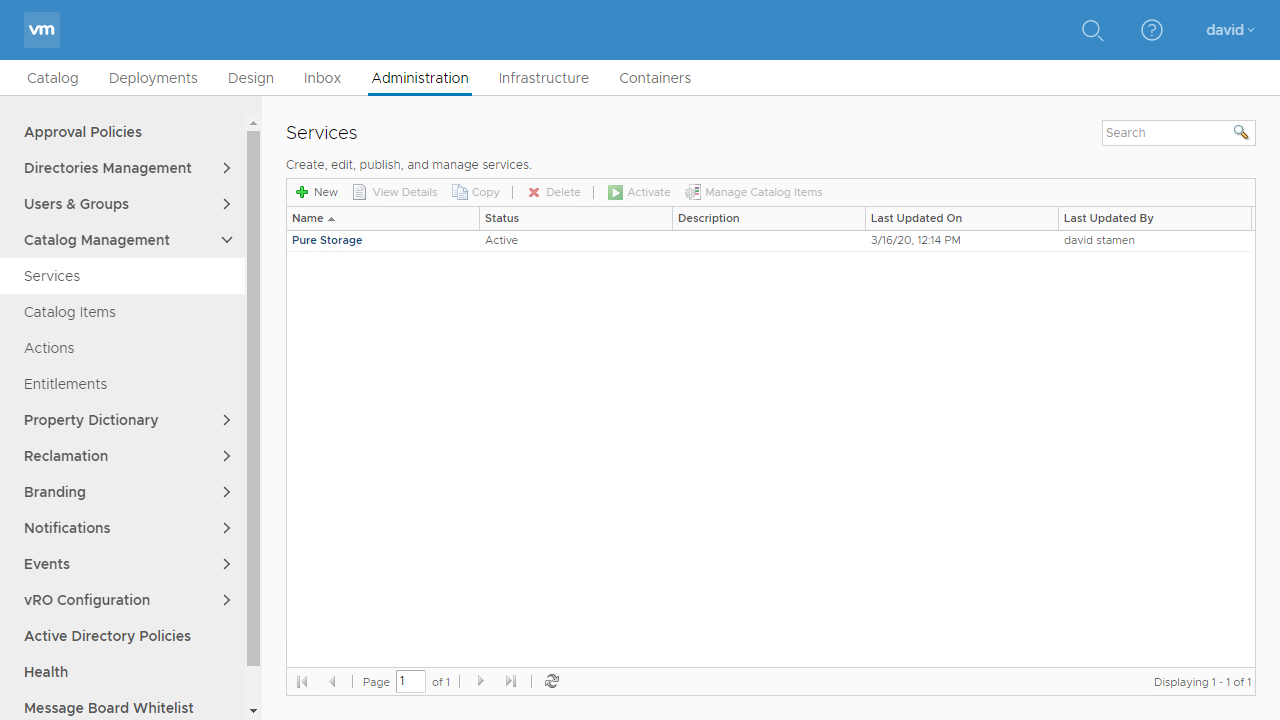 vm
david
Catalog Deployments Design Inbox Administration Infrastructure Containers
Approval Policies
Directories Management
Users & Groups
Catalog Management
Services
Catalog Items
Actions
Entitlements
Property Dictionary
Reclamation
Branding
Notifications
Events
vRO Configuration
Active Directory Policies
Health
Message Board Whitelist
Services
Search
Create, edit, publish, and manage services.
New View Details Copy Delete Activate Manage Catalog Items
Name Status Description Last Updated On Last Updated By
Pure Storage Active 3/16/20, 12:14 PM david stamen
Page 1 of 1 Displaying 1 - 1 of 1